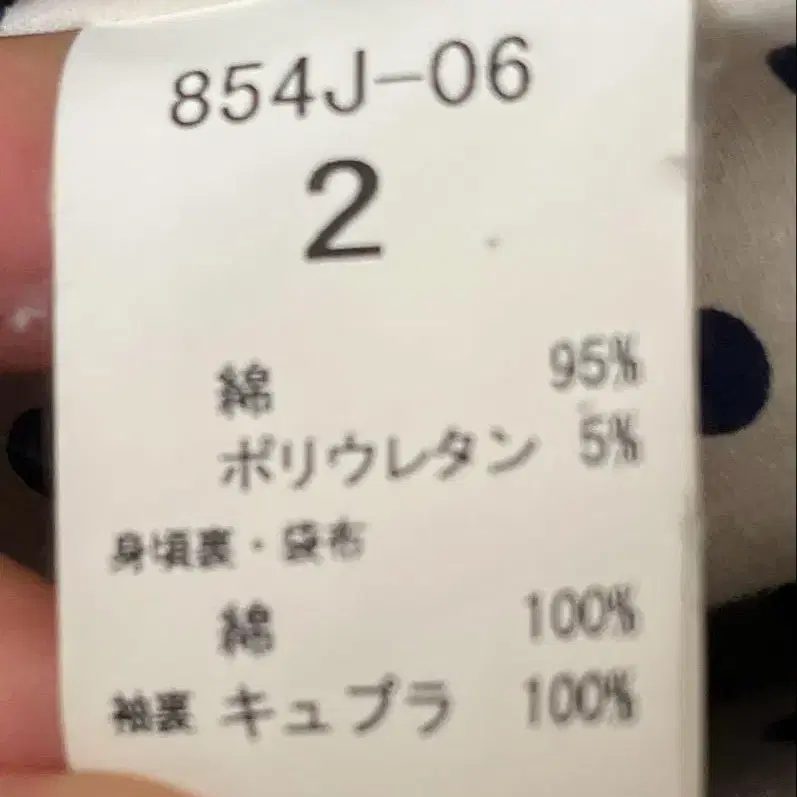 854J-06
2
綿 95%
ポリウレタン 5%
身頃裏・袋布
綿 100%
袖裏 キュプラ 100%